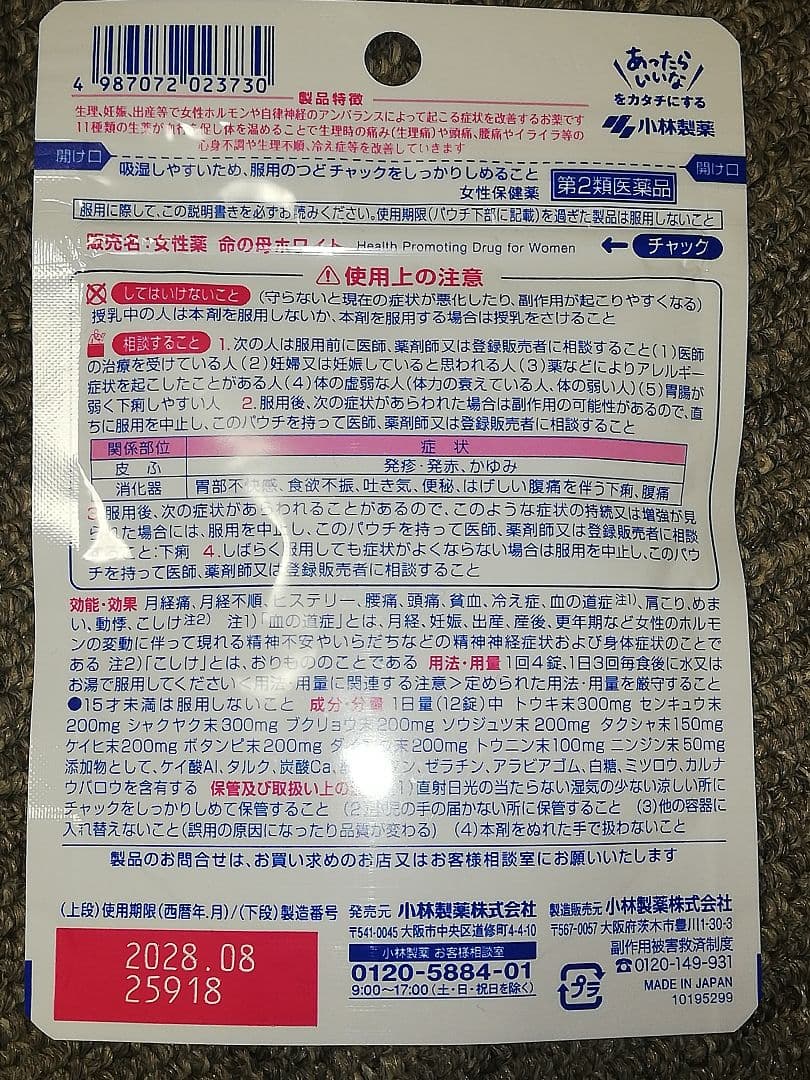 4 987072 023730
あったら
いいな
をカタチにする
小林製薬
製品特徴
生理、妊娠、出産等で女性ホルモンや自律神経のアンバランスによって起こる症状を改善するお薬です
11種類の生薬が血行を促し体を温めることで生理時の痛み(生理痛)や頭痛、腰痛やイライラ等の
心身不調や生理不順、冷え症等を改善していきます
開け口
開け口
吸湿しやすいため、服用のつどチャックをしっかりしめること
女性保健薬 第2類医薬品
服用に際して、この説明書きを必ずお読みください。使用期限(パウチ下部に記載)を過ぎた製品は服用しないこと
販売名:女性薬 命の母ホワイト Health Promoting Drug for Women ← チャック
⚠使用上の注意
してはいけないこと (守らないと現在の症状が悪化したり、副作用が起こりやすくなる)
授乳中の人は本剤を服用しないか、本剤を服用する場合は授乳をさけること
相談すること 1.次の人は服用前に医師、薬剤師又は登録販売者に相談すること(1)医師
の治療を受けている人(2)妊婦又は妊娠していると思われる人(3)薬などによりアレルギー
症状を起こしたことがある人(4)体の虚弱な人(体力の衰えている人、体の弱い人)(5)胃腸が
弱く下痢しやすい人 2.服用後、次の症状があらわれた場合は副作用の可能性があるので、直
ちに服用を中止し、このパウチを持って医師、薬剤師又は登録販売者に相談すること
関係部位 症状
皮ふ 発疹・発赤、かゆみ
消化器 胃部不快感、食欲不振、吐き気、便秘、はげしい腹痛を伴う下痢、腹痛
3.服用後、次の症状があらわれることがあるので、このような症状の持続又は増強が見
られた場合には、服用を中止し、このパウチを持って医師、薬剤師又は登録販売者に相談
すること:下痢 4.しばらく服用しても症状がよくならない場合は服用を中止し、このパウ
チを持って医師、薬剤師又は登録販売者に相談すること
効能・効果 月経痛、月経不順、ヒステリー、腰痛、頭痛、貧血、冷え症、血の道症注1)、肩こり、めま
い、動悸、こしけ注2) 注1)「血の道症」とは、月経、妊娠、出産、産後、更年期など女性のホルモ
ンの変動に伴って現れる精神不安やいらだちなどの精神神経症状および身体症状のことで
ある 注2)「こしけ」とは、おりもののことである 用法・用量 1回4錠、1日3回毎食後に水又は
お湯で服用してください <用法・用量に関連する注意>定められた用法・用量を厳守すること
●15才未満は服用しないこと 成分・分量 1日量(12錠)中 トウキ末300mg センキュウ末
200mg シャクヤク末300mg ブクリョウ末200mg ソウジュツ末200mg タクシャ末150mg
ケイヒ末200mg ボタンピ末200mg ダイオウ末200mg トウニン末100mg ニンジン末50mg
添加物として、ケイ酸Al、タルク、炭酸Ca、ン、ゼラチン、アラビアゴム、白糖、ミツロウ、カルナ
ウバロウを含有する 保管及び取扱い上の注意 (1)直射日光の当たらない湿気の少ない涼しい所に
チャックをしっかりしめて保管すること (2)小児の手の届かない所に保管すること (3)他の容器に
入れ替えないこと(誤用の原因になったり品質が変わる) (4)本剤をぬれた手で扱わないこと
製品のお問合せは、お買い求めのお店又はお客様相談室にお願いいたします
(上段)使用期限(西暦年.月)/(下段)製造番号
2028.08
25918
発売元 小林製薬株式会社
〒541-0045 大阪市中央区道修町4-4-10
小林製薬 お客様相談室
0120-5884-01
9:00~17:00(土・日・祝日を除く)
製造販売元 小林製薬株式会社
〒567-0057 大阪府茨木市豊川1-30-3
副作用被害救済制度
☎0120-149-931
プラ
MADE IN JAPAN
10195299